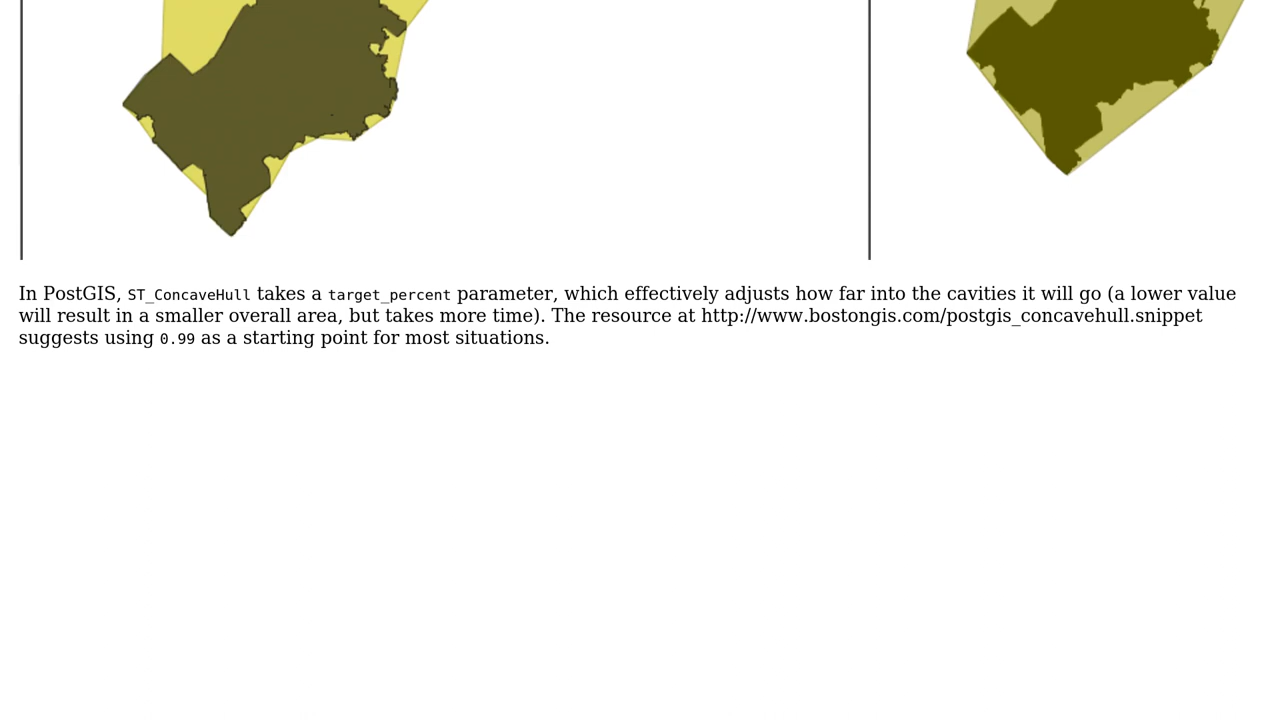 In PostGIS, ST_ConcaveHull takes a target_percent parameter, which effectively adjusts how far into the cavities it will go (a lower value
will result in a smaller overall area, but takes more time). The resource at http://www.bostongis.com/postgis_concavehull.snippet
suggests using 0.99 as a starting point for most situations.